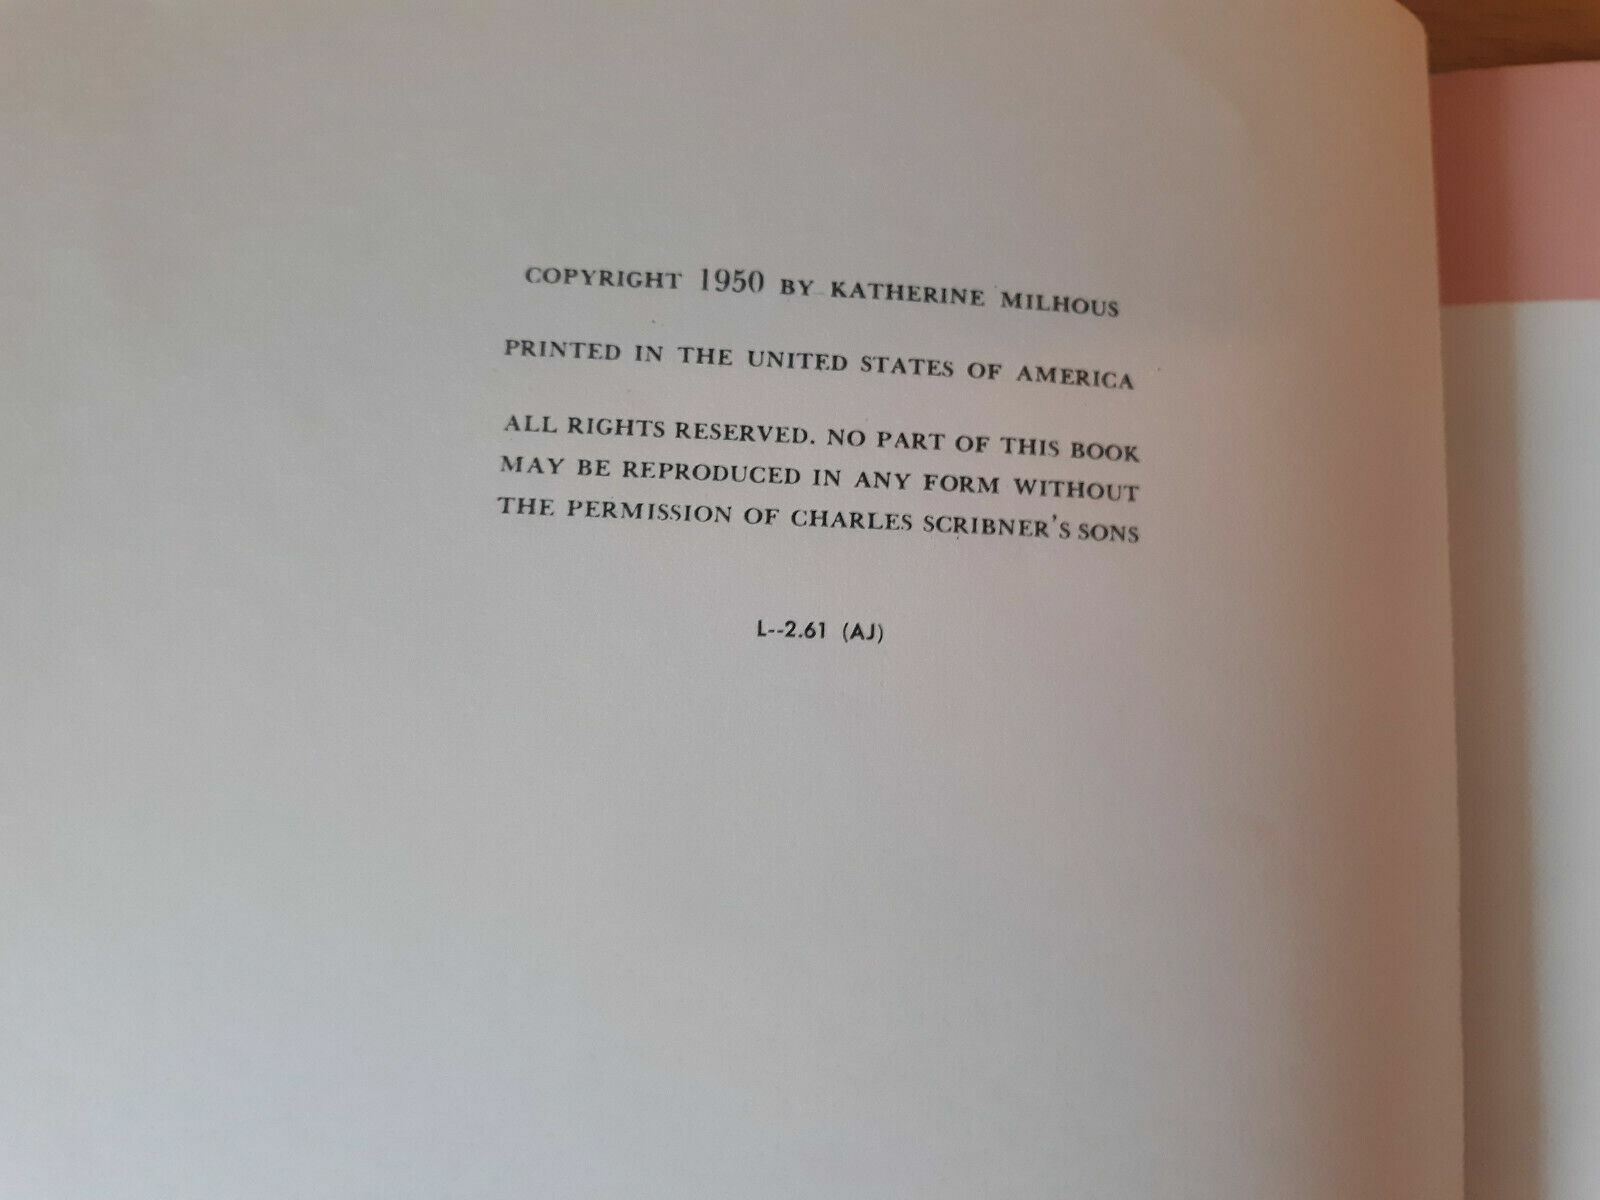 COPYRIGHT 1950 BY KATHERINE MILHOUS
PRINTED IN THE UNITED STATES OF AMERICA
ALL RIGHTS RESERVED. NO PART OF THIS BOOK
MAY BE REPRODUCED IN ANY FORM WITHOUT
THE PERMISSION OF CHARLES SCRIBNER'S SONS
L--2.61 (AJ)